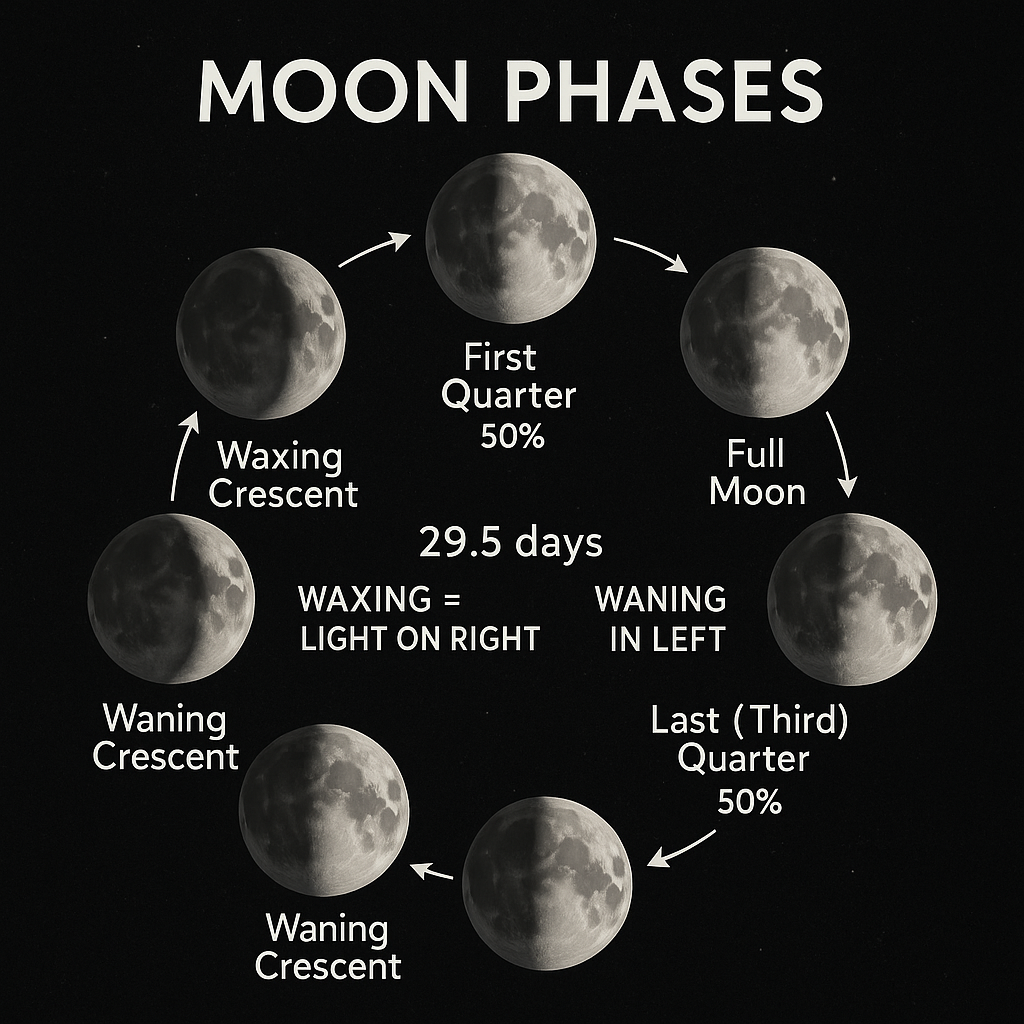 MOON PHASES
First
Quarter
50%
Waxing
Crescent
Full
Moon
29.5 days
WAXING =
LIGHT ON RIGHT
WANING
IN LEFT
Waning
Crescent
Last (Third)
Quarter
50%
Waning
Crescent